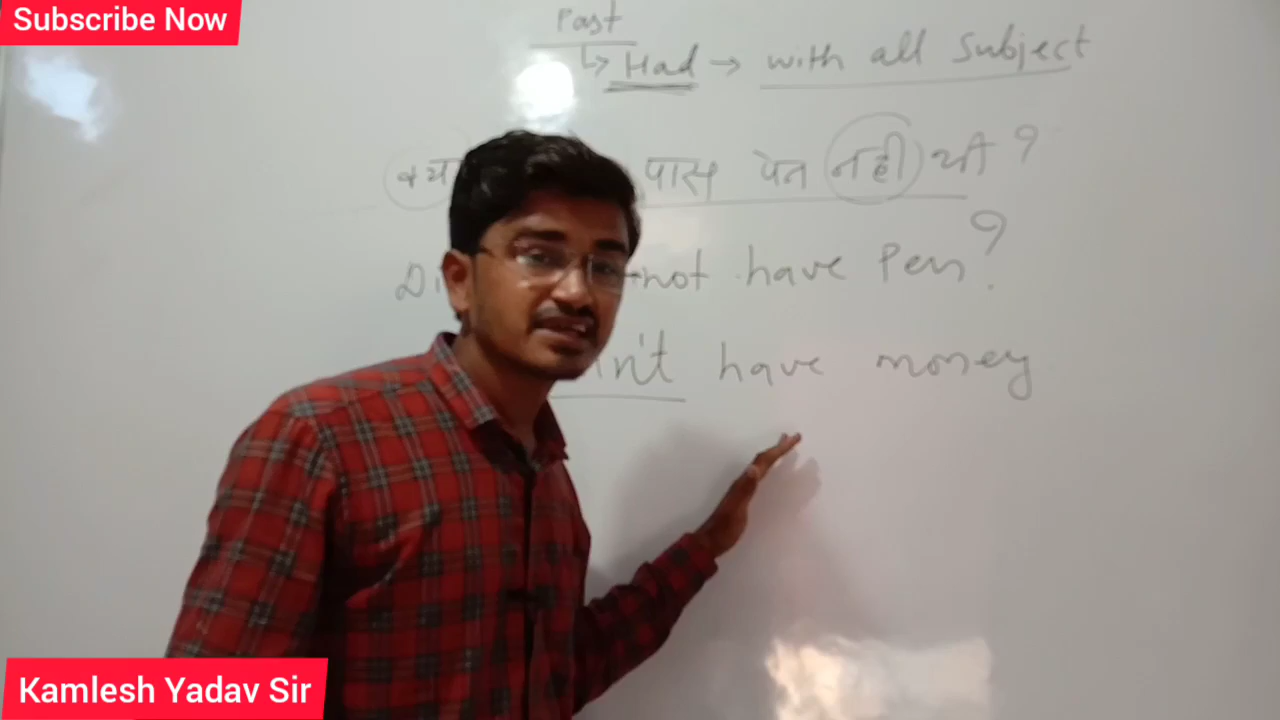 Subscribe Now
Past
↳ Had → with all Subject
क्या पास पेन नही थी ?
not have Pen ?
have money
Kamlesh Yadav Sir